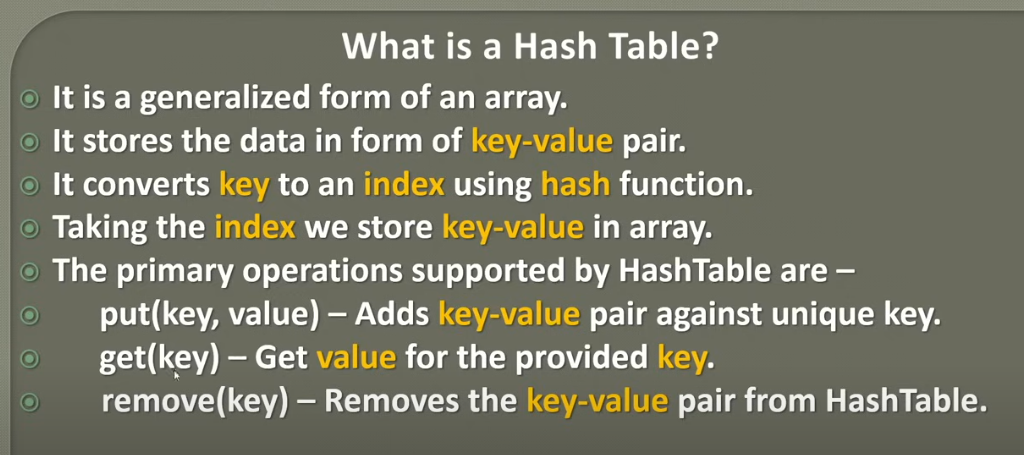 What is a Hash Table?
It is a generalized form of an array.
It stores the data in form of key-value pair.
It converts key to an index using hash function.
Taking the index we store key-value in array.
The primary operations supported by HashTable are –
put(key, value) – Adds key-value pair against unique key.
get(key) – Get value for the provided key.
remove(key) – Removes the key-value pair from HashTable.